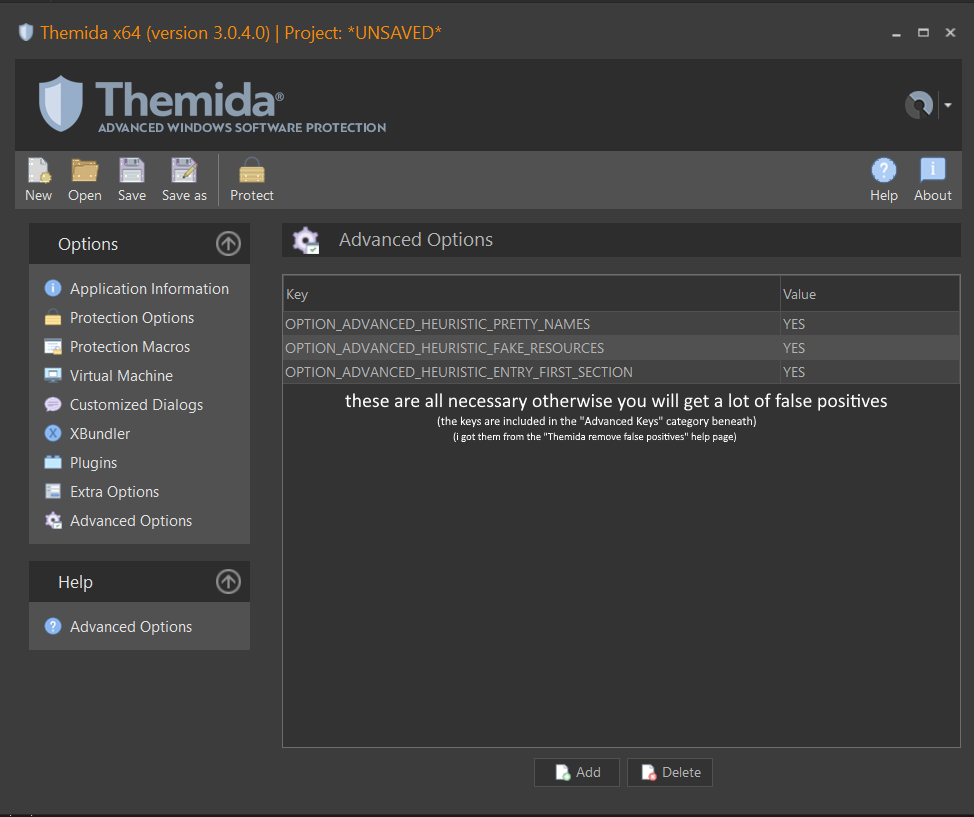 Themida x64 (version 3.0.4.0) | Project: *UNSAVED*
Themida®
ADVANCED WINDOWS SOFTWARE PROTECTION
New Open Save Save as Protect Help About
Options
Application Information
Protection Options
Protection Macros
Virtual Machine
Customized Dialogs
XBundler
Plugins
Extra Options
Advanced Options
Help
Advanced Options
Advanced Options
Key Value
OPTION_ADVANCED_HEURISTIC_PRETTY_NAMES YES
OPTION_ADVANCED_HEURISTIC_FAKE_RESOURCES YES
OPTION_ADVANCED_HEURISTIC_ENTRY_FIRST_SECTION YES
these are all necessary otherwise you will get a lot of false positives
(the keys are included in the "Advanced Keys" category beneath)
(i got them from the "Themida remove false positives" help page)
Add Delete